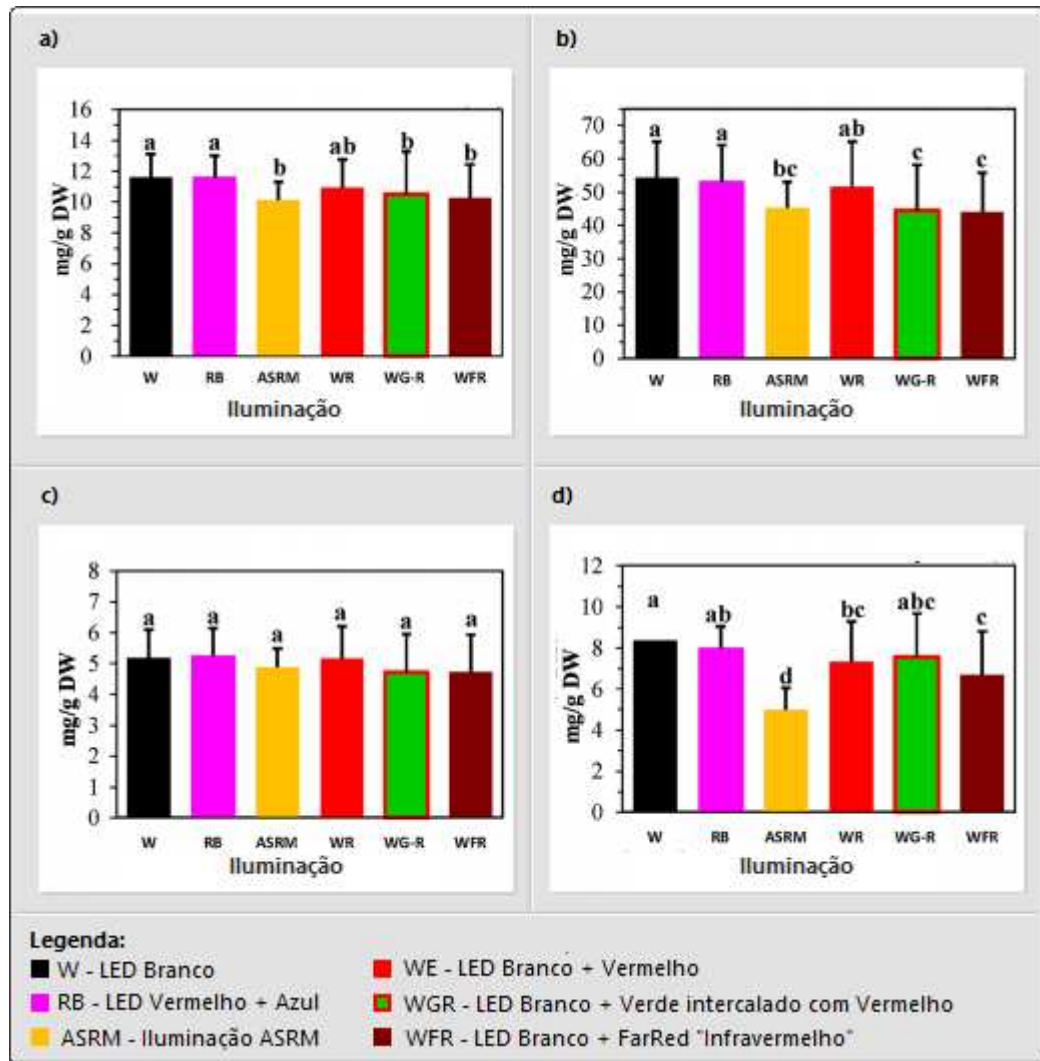 a)
16
14
12
10
8
6
4
2
0
mg/g DW
a a b ab b b
W RB ASRM WR WG-R WFR
Iluminação
b)
70
60
50
40
30
20
10
0
mg/g DW
a a bc ab c c
W RB ASRM WR WG-R WFR
Iluminação
c)
8
7
6
5
4
3
2
1
0
mg/g DW
a a a a a a
W RB ASRM WR WG-R WFR
Iluminação
d)
12
10
8
6
4
2
0
mg/g DW
a ab d bc abc c
W RB ASRM WR WG-R WFR
Iluminação
Legenda:
W - LED Branco
RB - LED Vermelho + Azul
ASRM - Iluminação ASRM
WE - LED Branco + Vermelho
WGR - LED Branco + Verde intercalado com Vermelho
WFR - LED Branco + FarRed "Infravermelho"